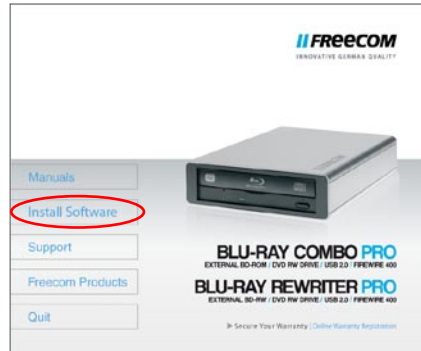 FREECOM
INNOVATIVE GERMAN QUALITY
Manuals
Install Software
Support
Freecom Products
Quit
BLU-RAY COMBO PRO
EXTERNAL BD-ROM / DVD RW DRIVE / USB 2.0 / FIREWIRE 400
BLU-RAY REWRITER PRO
EXTERNAL BD-RW / DVD RW DRIVE / USB 2.0 / FIREWIRE 400
Secure Your Warranty | Online Warranty Registration